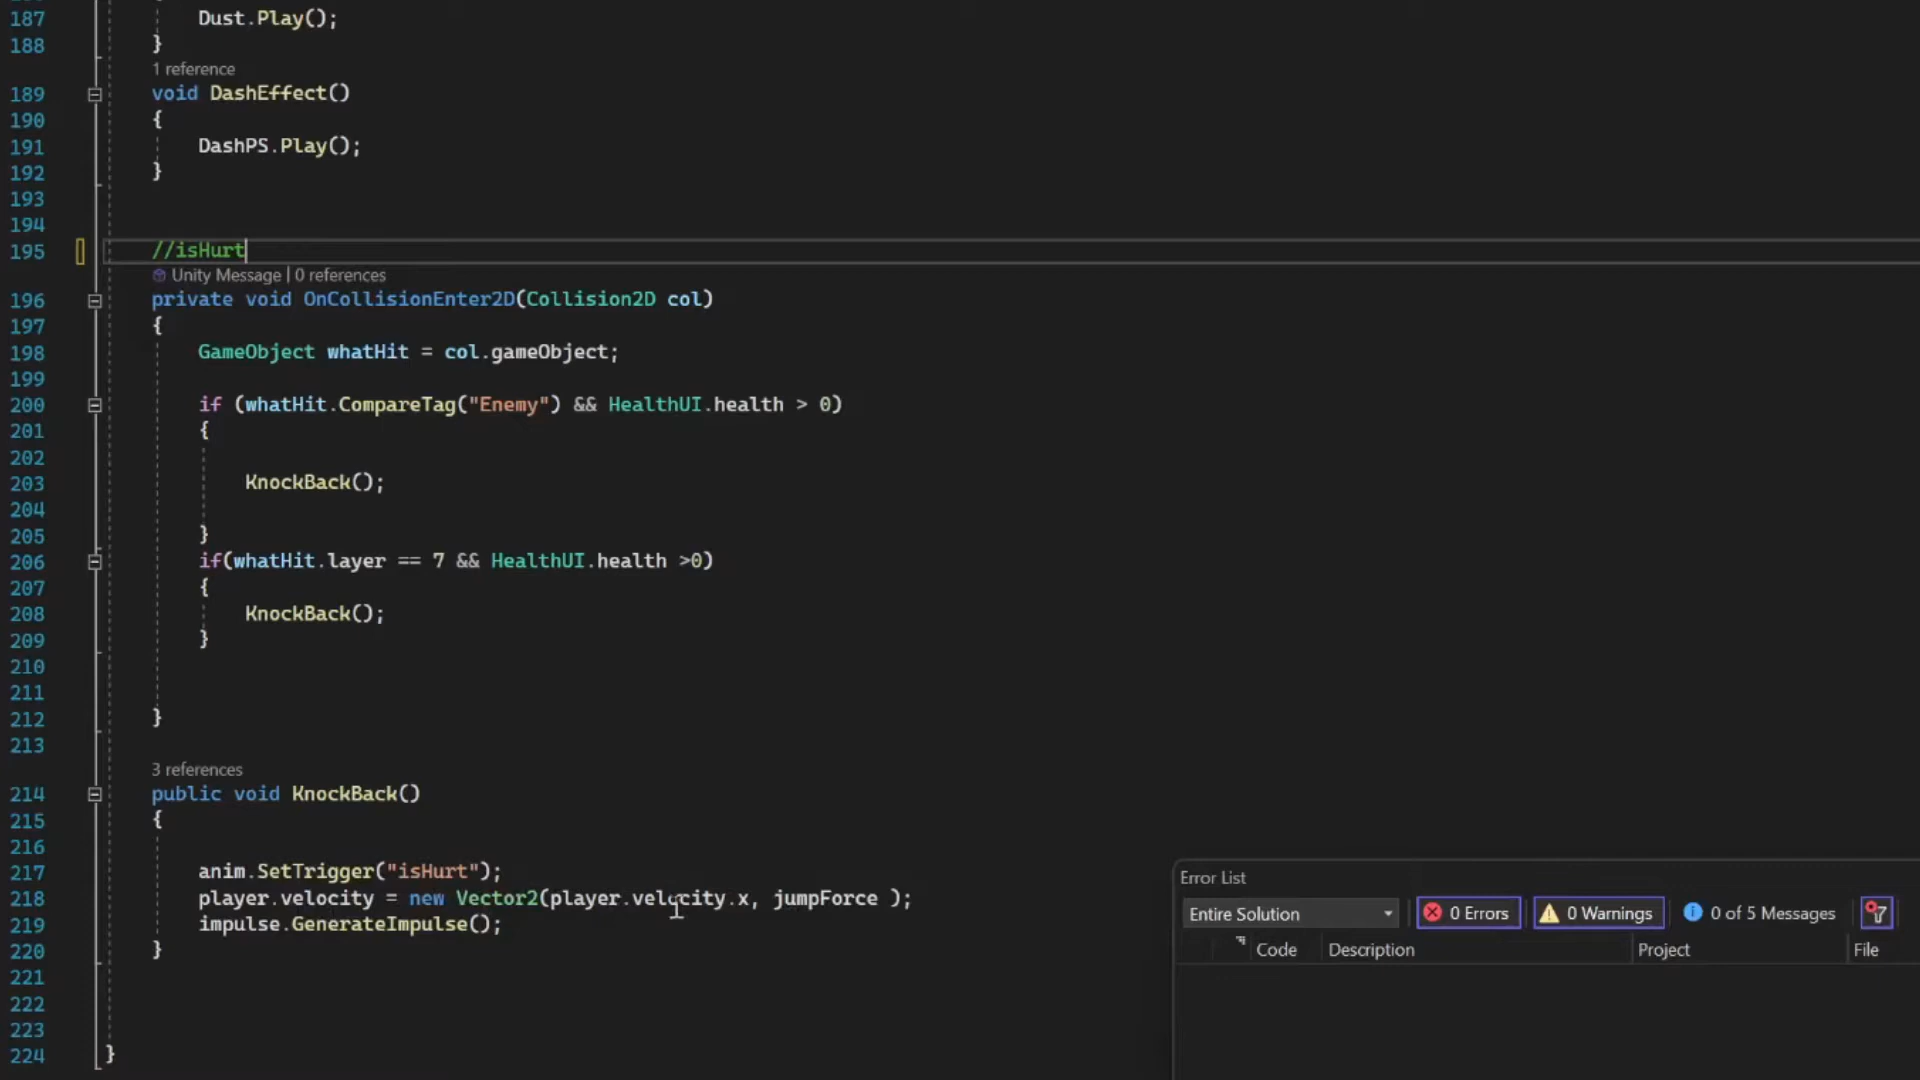 187 Dust.Play();
188 }
1 reference
189 void DashEffect()
190 {
191 DashPS.Play();
192 }
193
194
195 //isHurt
Unity Message | 0 references
196 private void OnCollisionEnter2D(Collision2D col)
197 {
198 GameObject whatHit = col.gameObject;
199
200 if (whatHit.CompareTag("Enemy") && HealthUI.health > 0)
201 {
202
203 KnockBack();
204
205 }
206 if(whatHit.layer == 7 && HealthUI.health >0)
207 {
208 KnockBack();
209 }
210
211
212 }
213
3 references
214 public void KnockBack()
215 {
216
217 anim.SetTrigger("isHurt");
218 player.velocity = new Vector2(player.velocity.x, jumpForce );
219 impulse.GenerateImpulse();
220 }
221
222
223
224 }
Error List
Entire Solution 0 Errors 0 Warnings 0 of 5 Messages
Code Description Project File